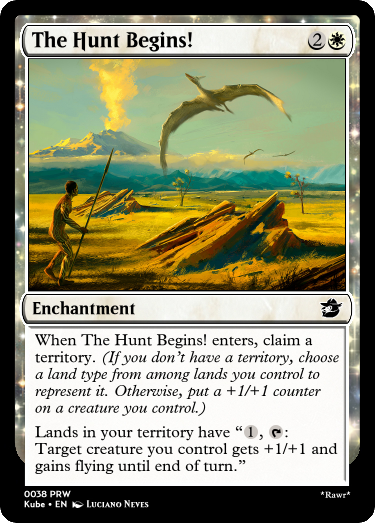 The Hunt Begins! 2
Enchantment
When The Hunt Begins! enters, claim a
territory. (If you don't have a territory, choose
a land type from among lands you control to
represent it. Otherwise, put a +1/+1 counter
on a creature you control.)
Lands in your territory have “1, :
Target creature you control gets +1/+1 and
gains flying until end of turn.”
0038 PRW
Kube • EN Luciano Neves
*Rawr*